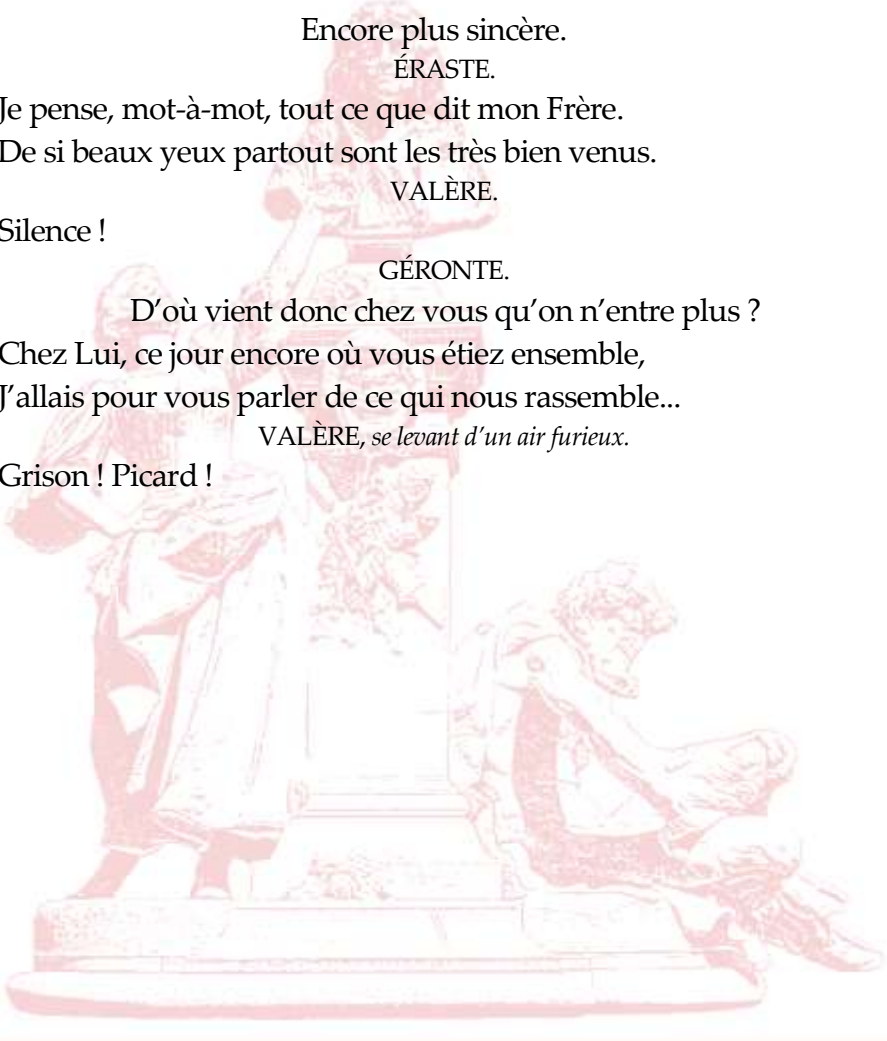 Encore plus sincère.
ÉRASTE.
Je pense, mot-à-mot, tout ce que dit mon Frère.
De si beaux yeux partout sont les très bien venus.
VALÈRE.
Silence !
GÉRONTE.
D’où vient donc chez vous qu’on n’entre plus ?
Chez Lui, ce jour encore où vous étiez ensemble,
J’allais pour vous parler de ce qui nous rassemble...
VALÈRE, se levant d’un air furieux.
Grison ! Picard !